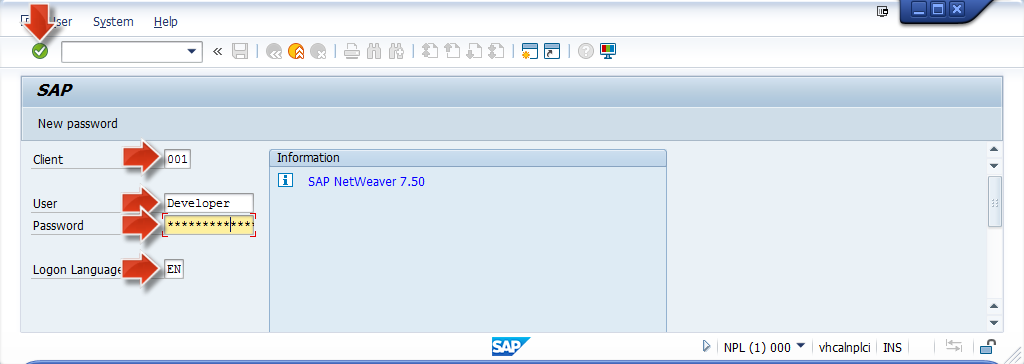 User System Help
SAP
New password
Client 001
Information
SAP NetWeaver 7.50
User Developer
Password **************
Logon Language EN
SAP
NPL (1) 000 vhcalnplci INS